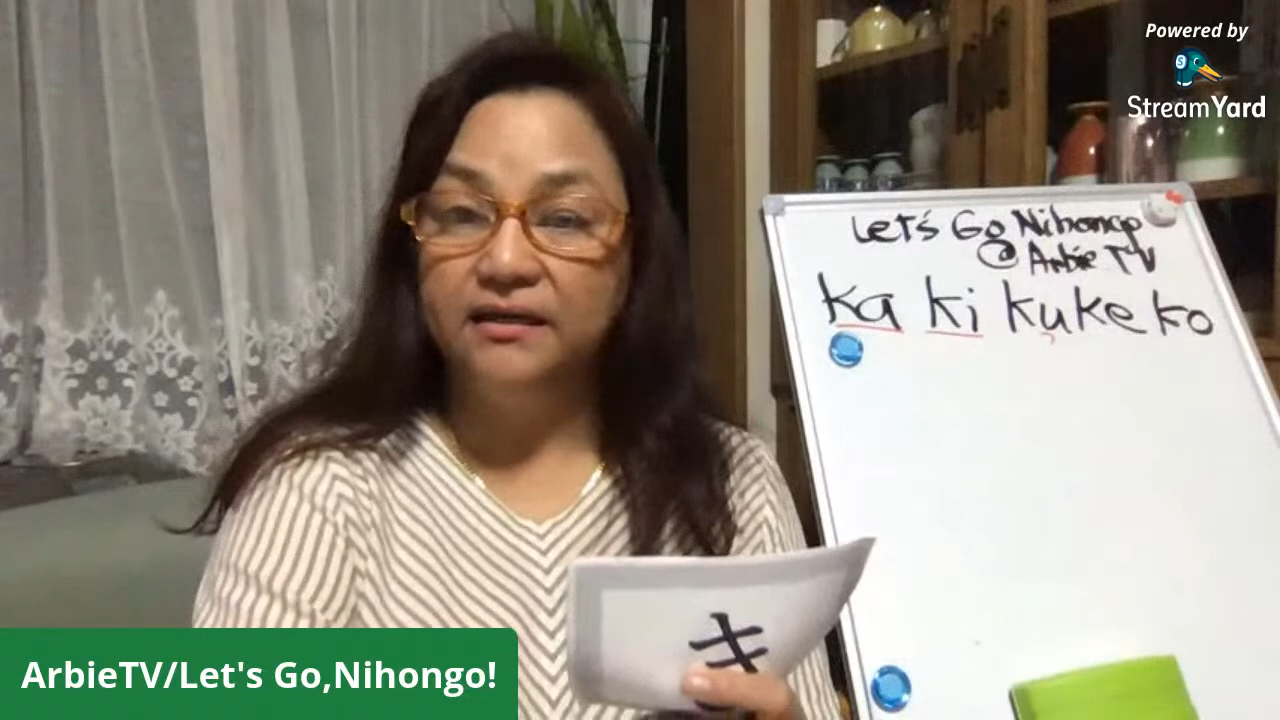 Powered by
StreamYard
Let's Go Nihongo
@ Arbie TV
ka ki ku ke ko
キ
ArbieTV/Let's Go,Nihongo!